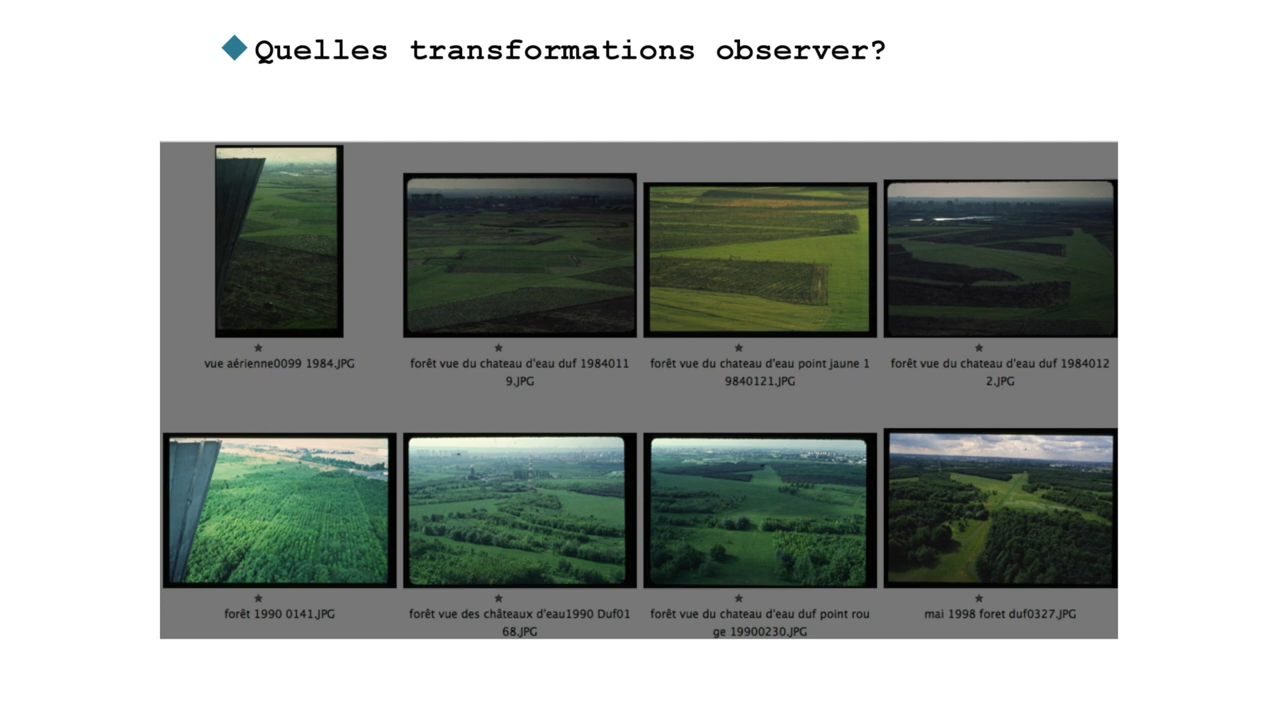 Quelles transformations observer?
vue aérienne0099 1984.JPG
forêt vue du chateau d'eau duf 1984011
9.JPG
forêt vue du chateau d'eau point jaune 1
9840121.JPG
forêt vue du chateau d'eau duf 1984012
2.JPG
forêt 1990 0141.JPG
forêt vue des châteaux d'eau1990 Duf01
68.JPG
forêt vue du chateau d'eau duf point rou
ge 19900230.JPG
mai 1998 foret duf0327.JPG